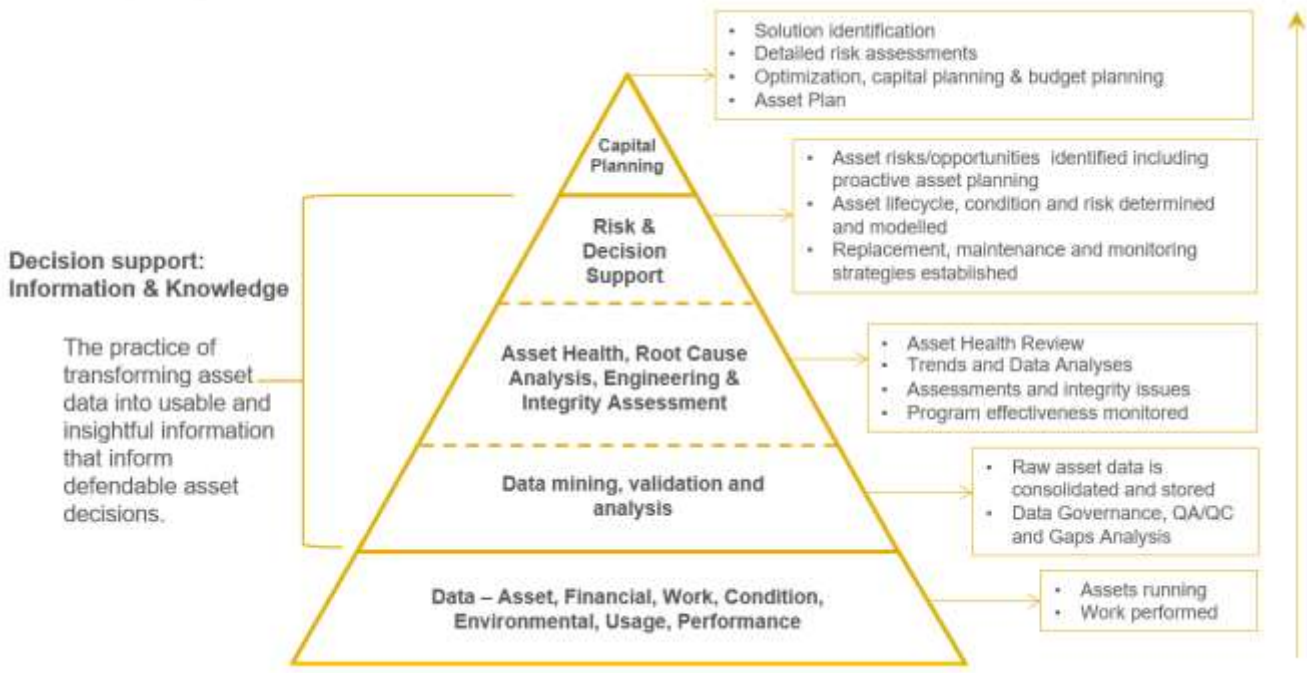 • Solution identification
• Detailed risk assessments
• Optimization, capital planning & budget planning
• Asset Plan
Capital
Planning
• Asset risks/opportunities identified including
proactive asset planning
• Asset lifecycle, condition and risk determined
and modelled
• Replacement, maintenance and monitoring
strategies established
Risk &
Decision
Support
Decision support:
Information & Knowledge
The practice of
transforming asset
data into usable and
insightful information
that inform
defendable asset
decisions.
Asset Health, Root Cause
Analysis, Engineering &
Integrity Assessment
• Asset Health Review
• Trends and Data Analyses
• Assessments and integrity issues
• Program effectiveness monitored
Data mining, validation and
analysis
• Raw asset data is
consolidated and stored
• Data Governance, QA/QC
and Gaps Analysis
Data – Asset, Financial, Work, Condition,
Environmental, Usage, Performance
• Assets running
• Work performed